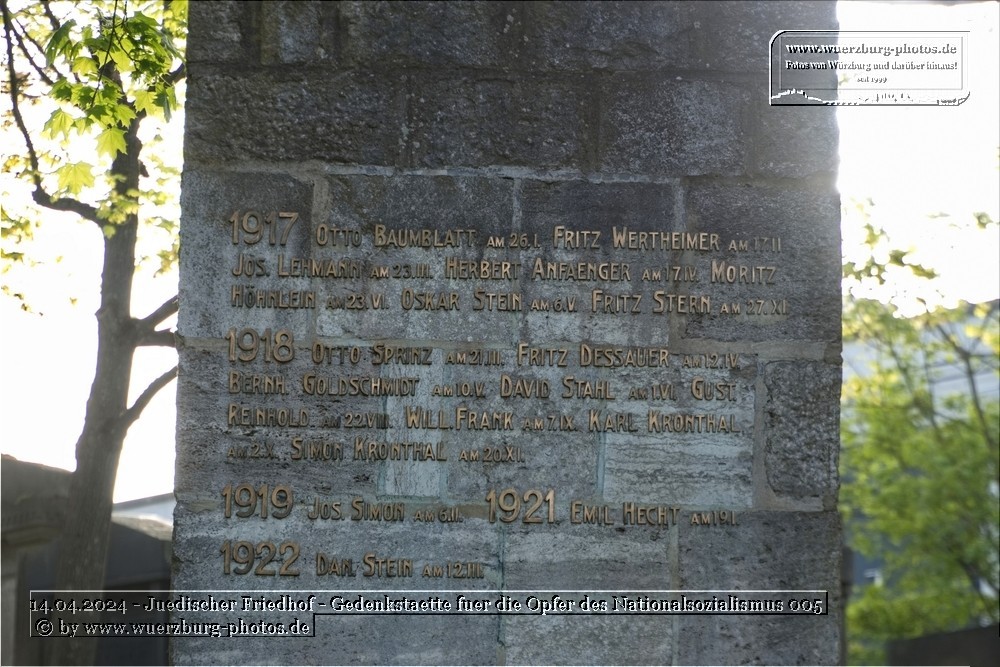 www.wuerzburg-photos.de
Fotos von Würzburg und darüber hinaus!
Seit 1999
1917 OTTO BAUMBLATT AM 26.I. FRITZ WERTHEIMER AM 17.II.
JOS. LEHMANN AM 23.III. HERBERT ANFAENGER AM 17.IV. MORITZ
HÖHNLEIN AM 23.VI. OSKAR STEIN AM 6.V. FRITZ STERN AM 27.XI.
1918 OTTO SPRINZ AM 21.III. FRITZ DESSAUER AM 12.IV.
BERNH. GOLDSCHMIDT AM 10.V. DAVID STAHL AM 1.VI. GUST.
REINHOLD AM 22.VIII. WILL. FRANK AM 7.IX. KARL KRONTHAL
AM 2.X. SIMON KRONTHAL AM 20.XI.
1919 JOS. SIMON AM 6.II. 1921. EMIL HECHT AM 19.I.
1922 DAN. STEIN AM 12.III.
14.04.2024 - Juedischer Friedhof - Gedenkstaette fuer die Opfer des Nationalsozialismus 005
© by www.wuerzburg-photos.de